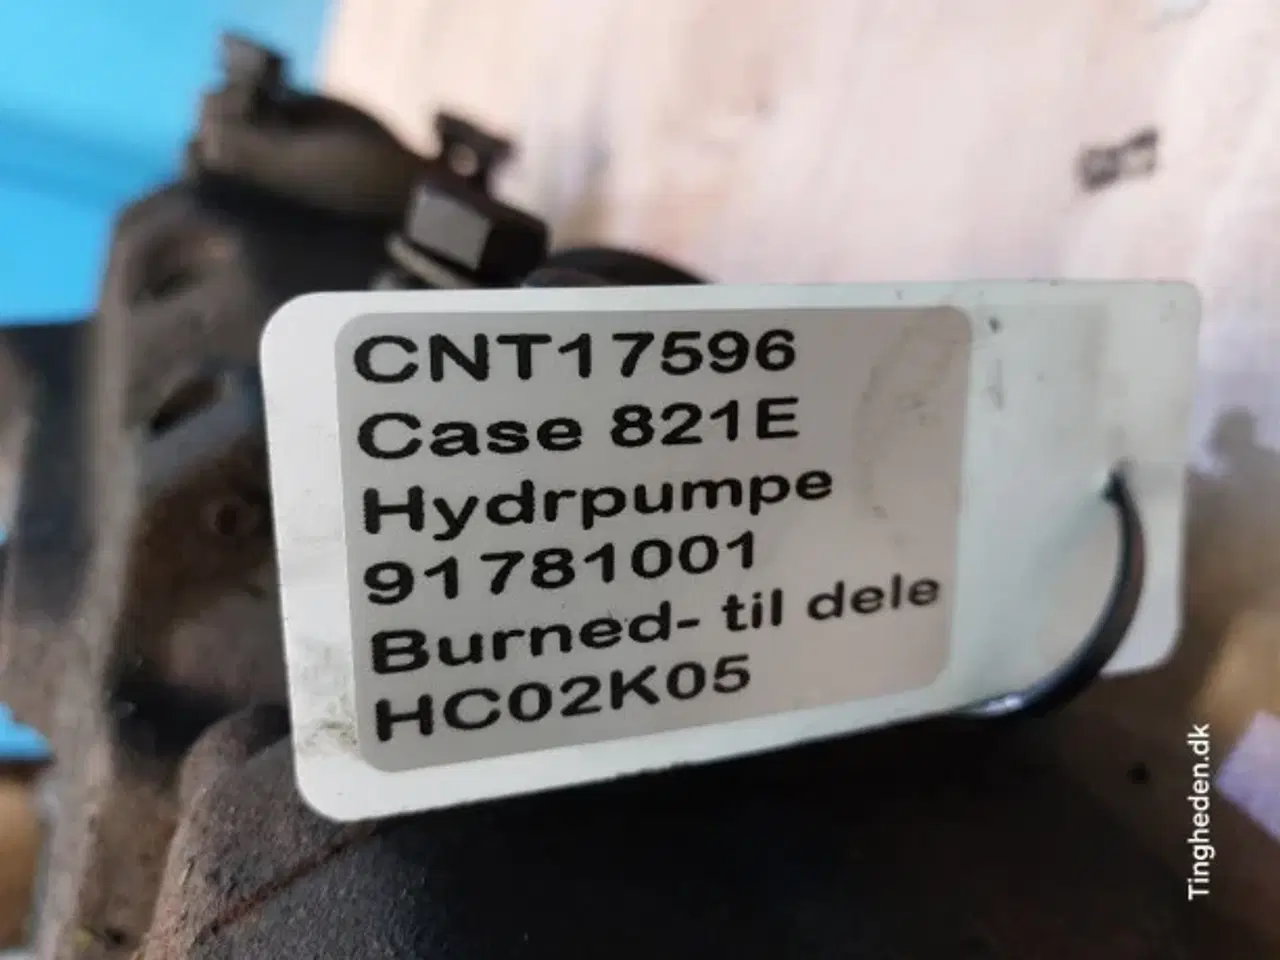 CNT17596
Case 821E
Hydrpumpe
91781001
Burned- til dele
HC02K05
Tingheden.dk